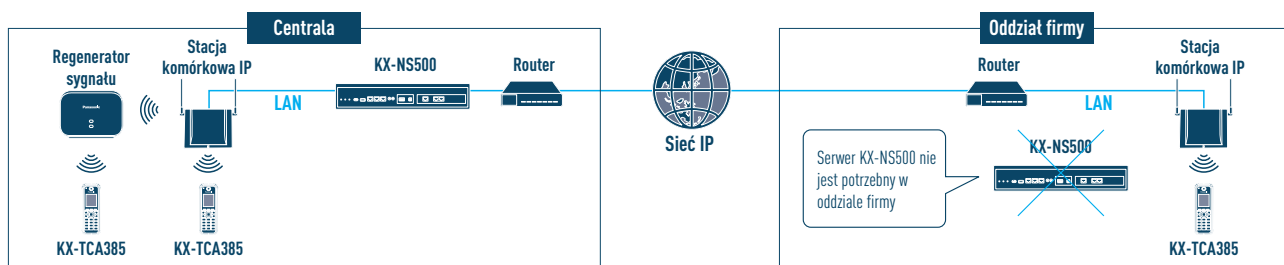 Centrala
Regenerator
sygnału
Stacja
komórkowa IP
KX-NS500
Router
LAN
Panasonic
KX-TCA385
KX-TCA385
Sieć IP
Oddział firmy
Router
Stacja
komórkowa IP
LAN
Serwer KX-NS500 nie
jest potrzebny w
oddziale firmy
KX-NS500
KX-TCA385